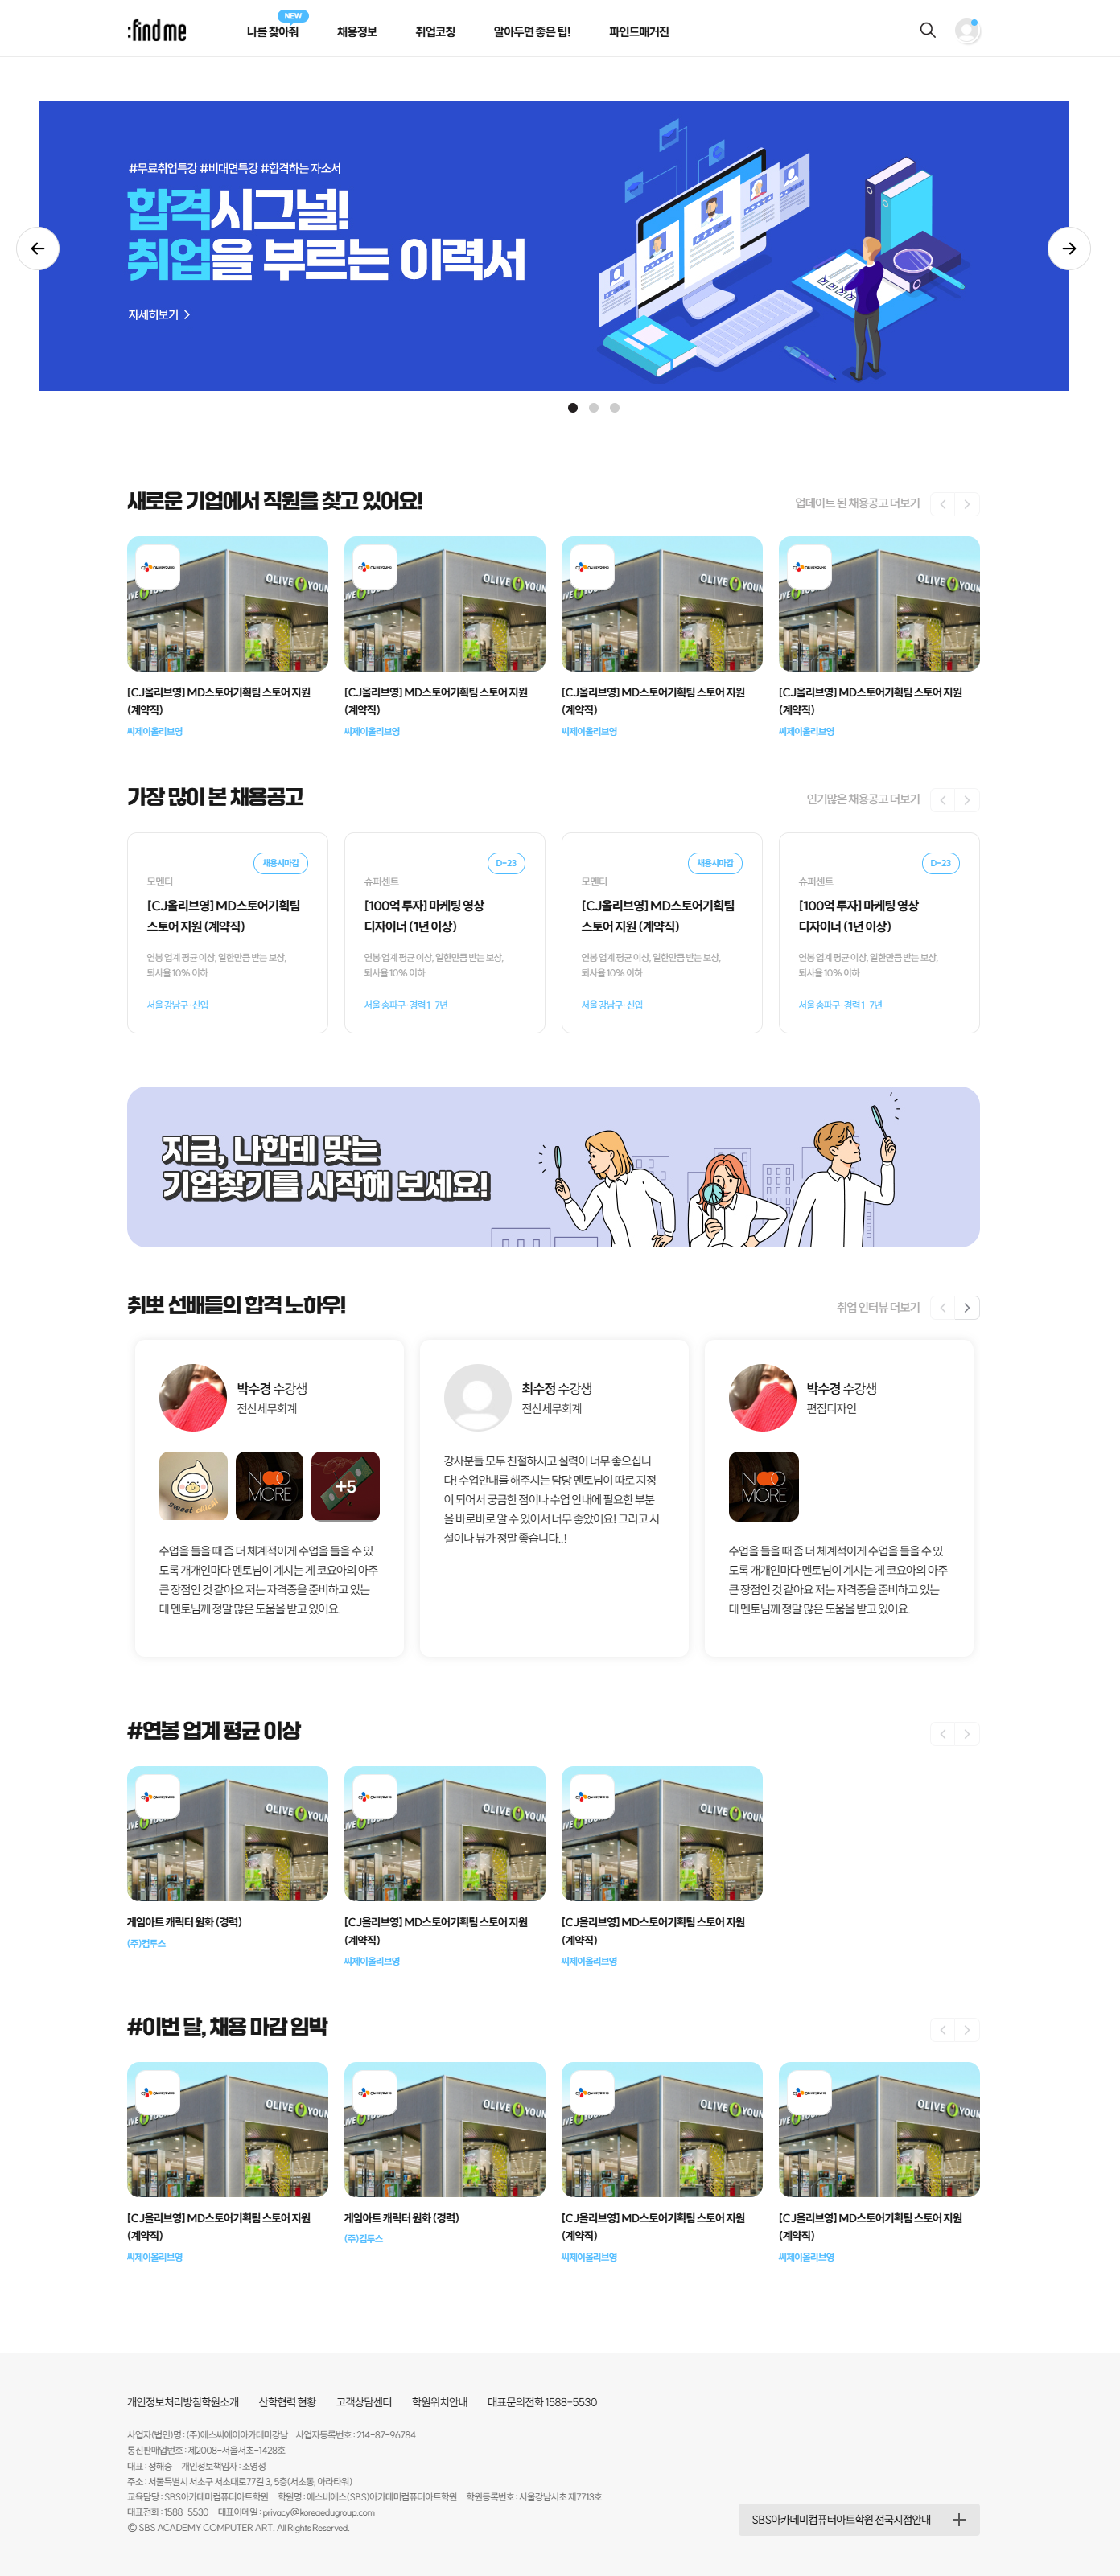 :find me
NEW
나를 찾아줘
채용정보
취업코칭
알아두면 좋은 팁!
파인드매거진
#무료취업특강 #비대면특강 #합격하는 자소서
합격시그널!
취업을 부르는 이력서
자세히보기
새로운 기업에서 직원을 찾고 있어요!
업데이트 된 채용공고 더보기
OLIVE YOUN
OLIVE YOUN
OLIVE YOUN
OLIVE YOUN
[CJ올리브영] MD스토어기획팀 스토어 지원
(계약직)
씨제이올리브영
[CJ올리브영] MD스토어기획팀 스토어 지원
(계약직)
씨제이올리브영
[CJ올리브영] MD스토어기획팀 스토어 지원
(계약직)
씨제이올리브영
[CJ올리브영] MD스토어기획팀 스토어 지원
(계약직)
씨제이올리브영
가장 많이 본 채용공고
인기많은 채용공고 더보기
채용시마감
모멘티
[CJ올리브영] MD스토어기획팀
스토어 지원 (계약직)
연봉 업계 평균 이상, 일한만큼 받는 보상,
퇴사율 10% 이하
서울 강남구 · 신입
D-23
슈퍼센트
[100억 투자] 마케팅 영상
디자이너 (1년 이상)
연봉 업계 평균 이상, 일한만큼 받는 보상,
퇴사율 10% 이하
서울 송파구 · 경력 1-7년
채용시마감
모멘티
[CJ올리브영] MD스토어기획팀
스토어 지원 (계약직)
연봉 업계 평균 이상, 일한만큼 받는 보상,
퇴사율 10% 이하
서울 강남구 · 신입
D-23
슈퍼센트
[100억 투자] 마케팅 영상
디자이너 (1년 이상)
연봉 업계 평균 이상, 일한만큼 받는 보상,
퇴사율 10% 이하
서울 송파구 · 경력 1-7년
지금, 나한테 맞는
기업찾기를 시작해 보세요!
취뽀 선배들의 합격 노하우!
취업 인터뷰 더보기
박수경 수강생
전산세무회계
sweet chichi
NOO
MORE
+5
수업을 들을 때 좀 더 체계적이게 수업을 들을 수 있
도록 개개인마다 멘토님이 계시는 게 코요아의 아주
큰 장점인 것 같아요 저는 자격증을 준비하고 있는
데 멘토님께 정말 많은 도움을 받고 있어요.
최수정 수강생
전산세무회계
강사분들 모두 친절하시고 실력이 너무 좋으십니
다! 수업안내를 해주시는 담당 멘토님이 따로 지정
이 되어서 궁금한 점이나 수업 안내에 필요한 부분
을 바로바로 알 수 있어서 너무 좋았어요! 그리고 시
설이나 뷰가 정말 좋습니다..!
박수경 수강생
편집디자인
NOO
MORE
수업을 들을 때 좀 더 체계적이게 수업을 들을 수 있
도록 개개인마다 멘토님이 계시는 게 코요아의 아주
큰 장점인 것 같아요 저는 자격증을 준비하고 있는
데 멘토님께 정말 많은 도움을 받고 있어요.
#연봉 업계 평균 이상
OLIVE YOUN
OLIVE YOUN
OLIVE YOUN
게임아트 캐릭터 원화 (경력)
(주)컴투스
[CJ올리브영] MD스토어기획팀 스토어 지원
(계약직)
씨제이올리브영
[CJ올리브영] MD스토어기획팀 스토어 지원
(계약직)
씨제이올리브영
#이번 달, 채용 마감 임박
OLIVE YOUN
OLIVE YOUN
OLIVE YOUN
OLIVE YOUN
[CJ올리브영] MD스토어기획팀 스토어 지원
(계약직)
씨제이올리브영
게임아트 캐릭터 원화 (경력)
(주)컴투스
[CJ올리브영] MD스토어기획팀 스토어 지원
(계약직)
씨제이올리브영
[CJ올리브영] MD스토어기획팀 스토어 지원
(계약직)
씨제이올리브영
개인정보처리방침학원소개 산학협력 현황 고객상담센터 학원위치안내 대표문의전화 1588-5530
사업자(법인)명 : (주)에스씨에이아카데미강남 사업자등록번호 : 214-87-96784
통신판매업번호 : 제2008-서울서초-1428호
대표 : 정해승 개인정보책임자 : 조영성
주소 : 서울특별시 서초구 서초대로77길 3, 5층(서초동, 아라타워)
교육담당 : SBS아카데미컴퓨터아트학원 학원명 : 에스비에스(SBS)아카데미컴퓨터아트학원 학원등록번호 : 서울강남서초 제7713호
대표전화 : 1588-5530 대표이메일 : privacy@koreaedugroup.com
© SBS ACADEMY COMPUTER ART. All Rights Reserved.
SBS아카데미컴퓨터아트학원 전국지점안내